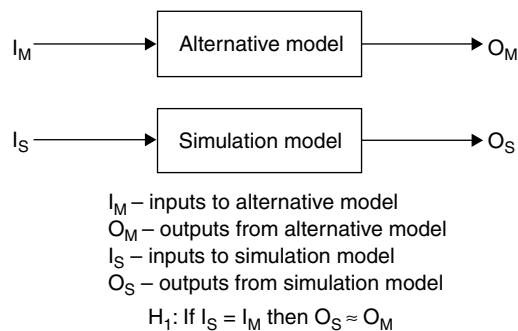 I_M Alternative model O_M
I_S Simulation model O_S
I_M – inputs to alternative model
O_M – outputs from alternative model
I_S – inputs to simulation model
O_S – outputs from simulation model
H_1: If I_S = I_M then O_S ≈ O_M